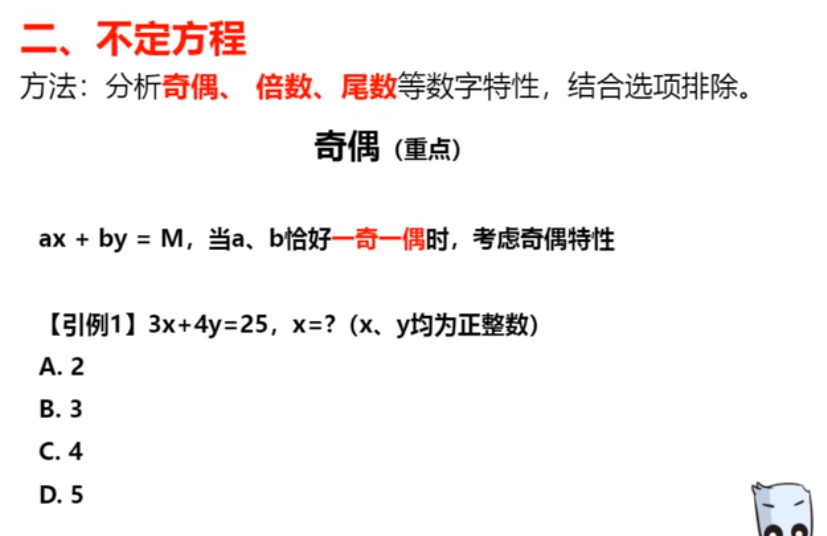 二、不定方程
方法：分析奇偶、 倍数、尾数等数字特性，结合选项排除。
奇偶（重点）
ax + by = M，当a、b恰好一奇一偶时，考虑奇偶特性
【引例1】3x+4y=25，x=?（x、y均为正整数）
A. 2
B. 3
C. 4
D. 5